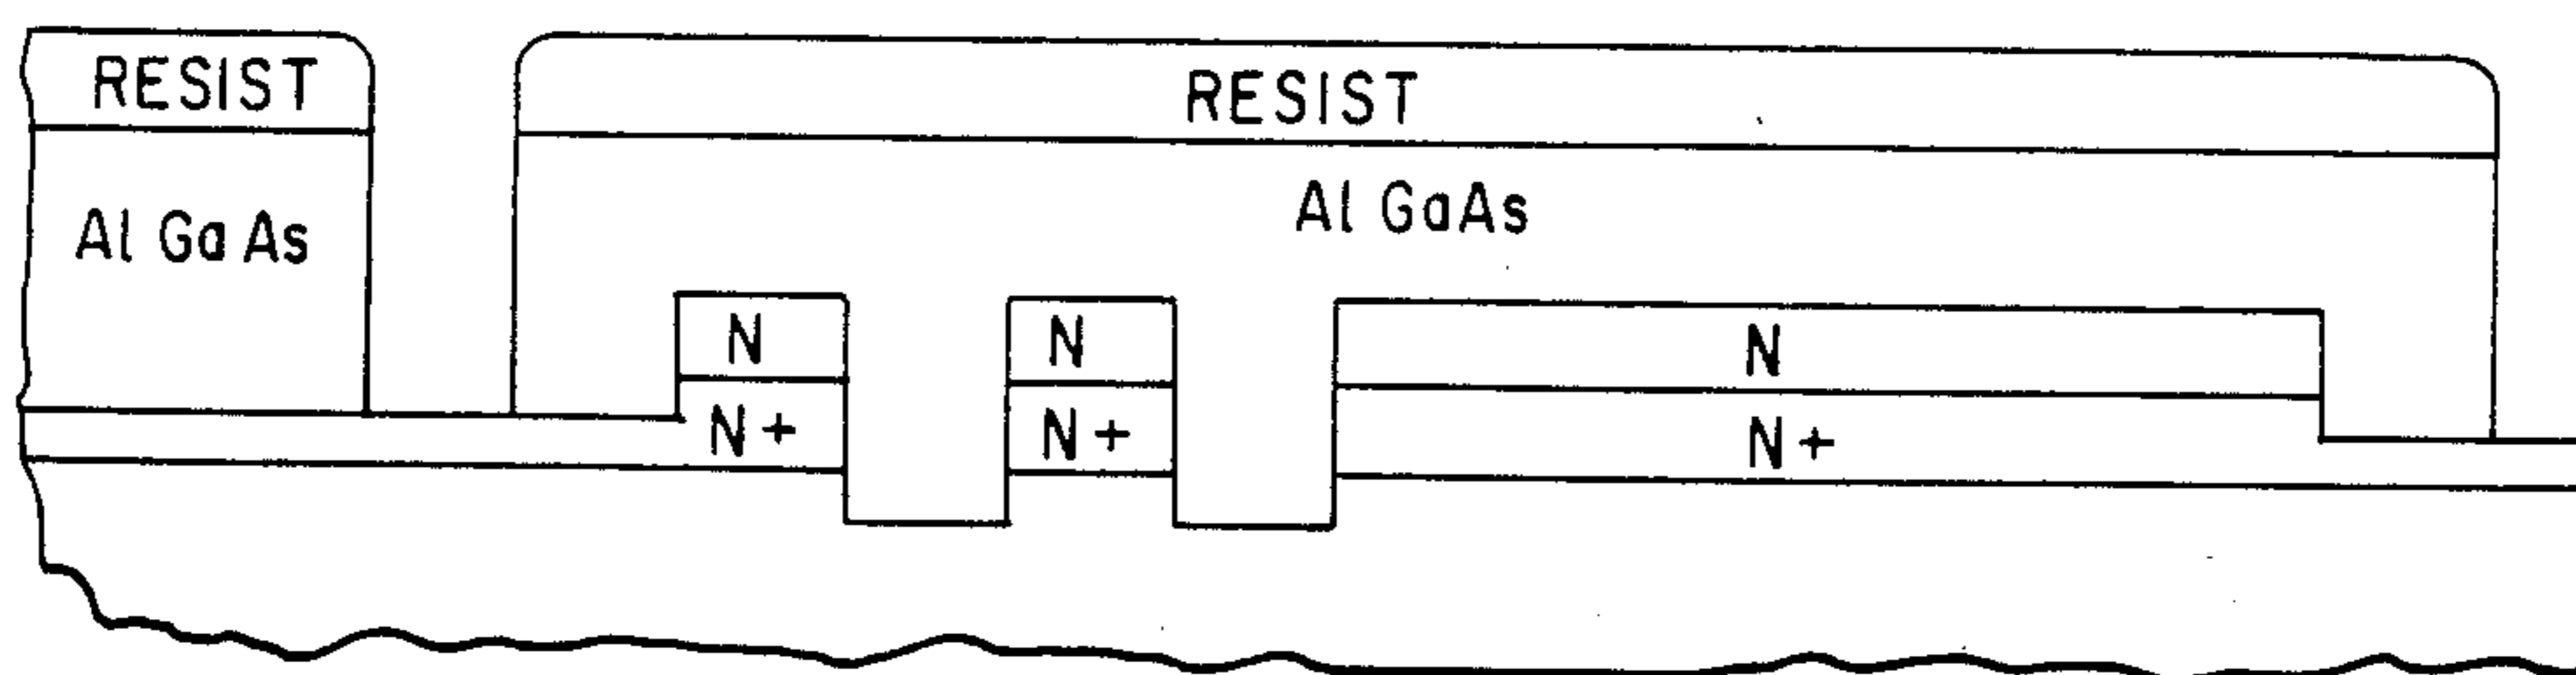 RESIST
RESIST
Al GaAs
Al Ga As
N
N
N
N+
N+
N+